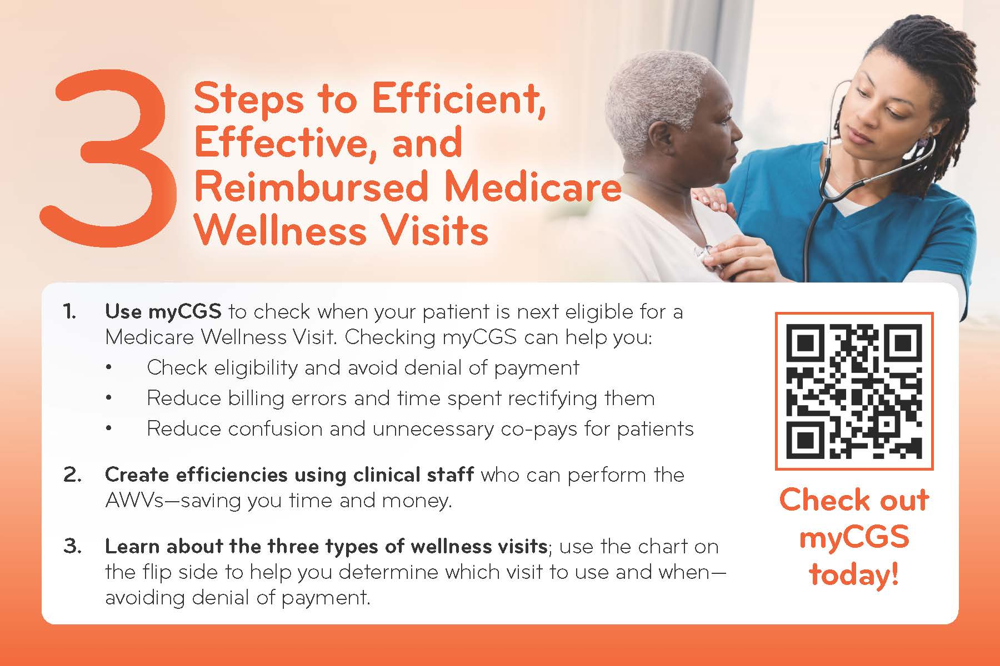 3
Steps to Efficient,
Effective, and
Reimbursed Medicare
Wellness Visits
1. Use myCGS to check when your patient is next eligible for a
Medicare Wellness Visit. Checking myCGS can help you:
• Check eligibility and avoid denial of payment
• Reduce billing errors and time spent rectifying them
• Reduce confusion and unnecessary co-pays for patients
2. Create efficiencies using clinical staff who can perform the
AWVs—saving you time and money.
3. Learn about the three types of wellness visits; use the chart on
the flip side to help you determine which visit to use and when—
avoiding denial of payment.
Check out
myCGS
today!